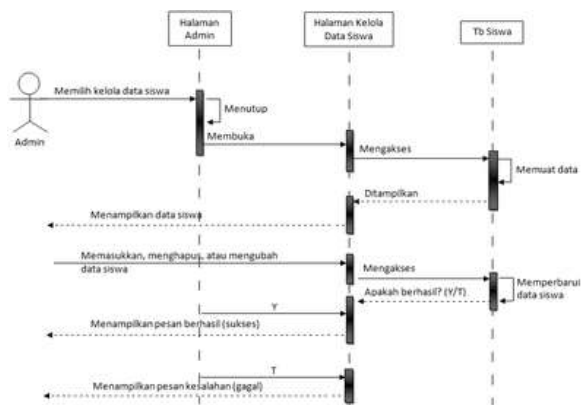 Halaman
Admin
Halaman Kelola
Data Siswa
Tb Siswa
Memilih kelola data siswa
Menutup
Admin
Membuka
Mengakses
Memuat data
Ditampilkan
Menampilkan data siswa
Memasukkan, menghapus, atau mengubah
data siswa
Mengakses
Memperbarui
data siswa
Apakah berhasil? (Y/T)
Y
Menampilkan pesan berhasil (sukses)
T
Menampilkan pesan kesalahan (gagal)